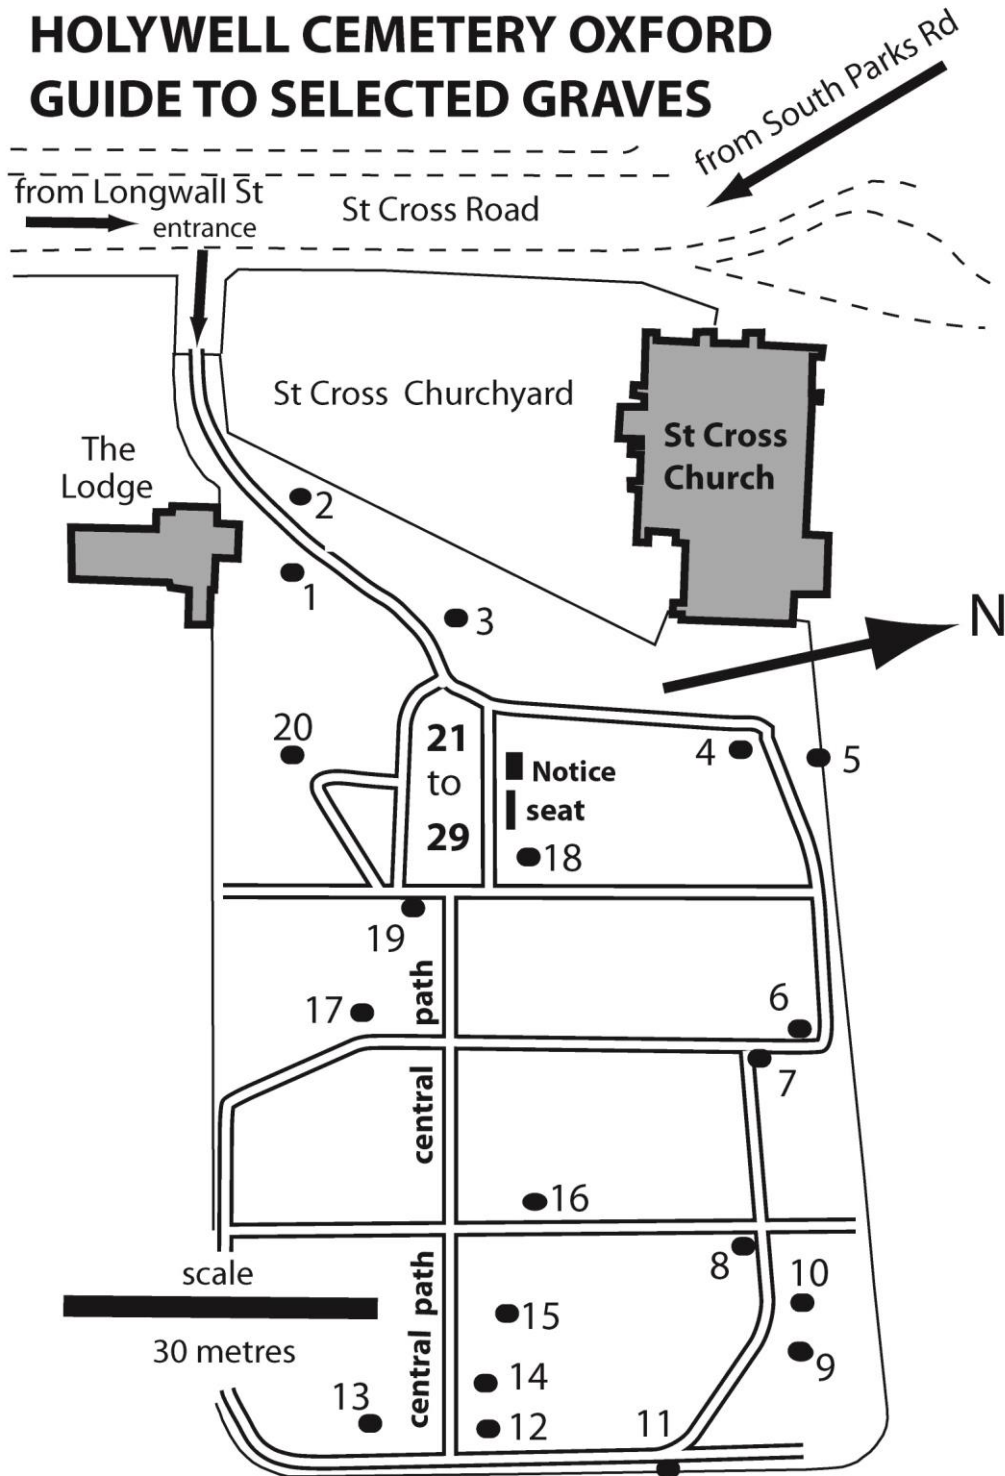 HOLYWELL CEMETERY OXFORD
GUIDE TO SELECTED GRAVES
from South Parks Rd
from Longwall St
entrance
St Cross Road
St Cross Churchyard
St Cross
Church
The
Lodge
2
1
3
N
20
21
to
29
Notice
seat
4
5
18
19
17
central path
6
7
16
8
10
scale
30 metres
central path
15
9
14
13
12
11